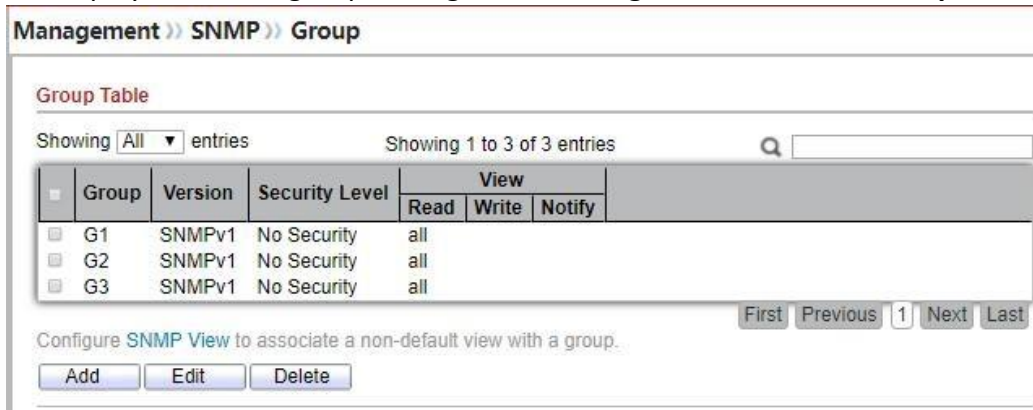 Management » SNMP » Group
Group Table
Showing All entries Showing 1 to 3 of 3 entries
Group Version Security Level View
Read Write Notify
G1 SNMPv1 No Security all
G2 SNMPv1 No Security all
G3 SNMPv1 No Security all
First Previous 1 Next Last
Configure SNMP View to associate a non-default view with a group.
Add Edit Delete